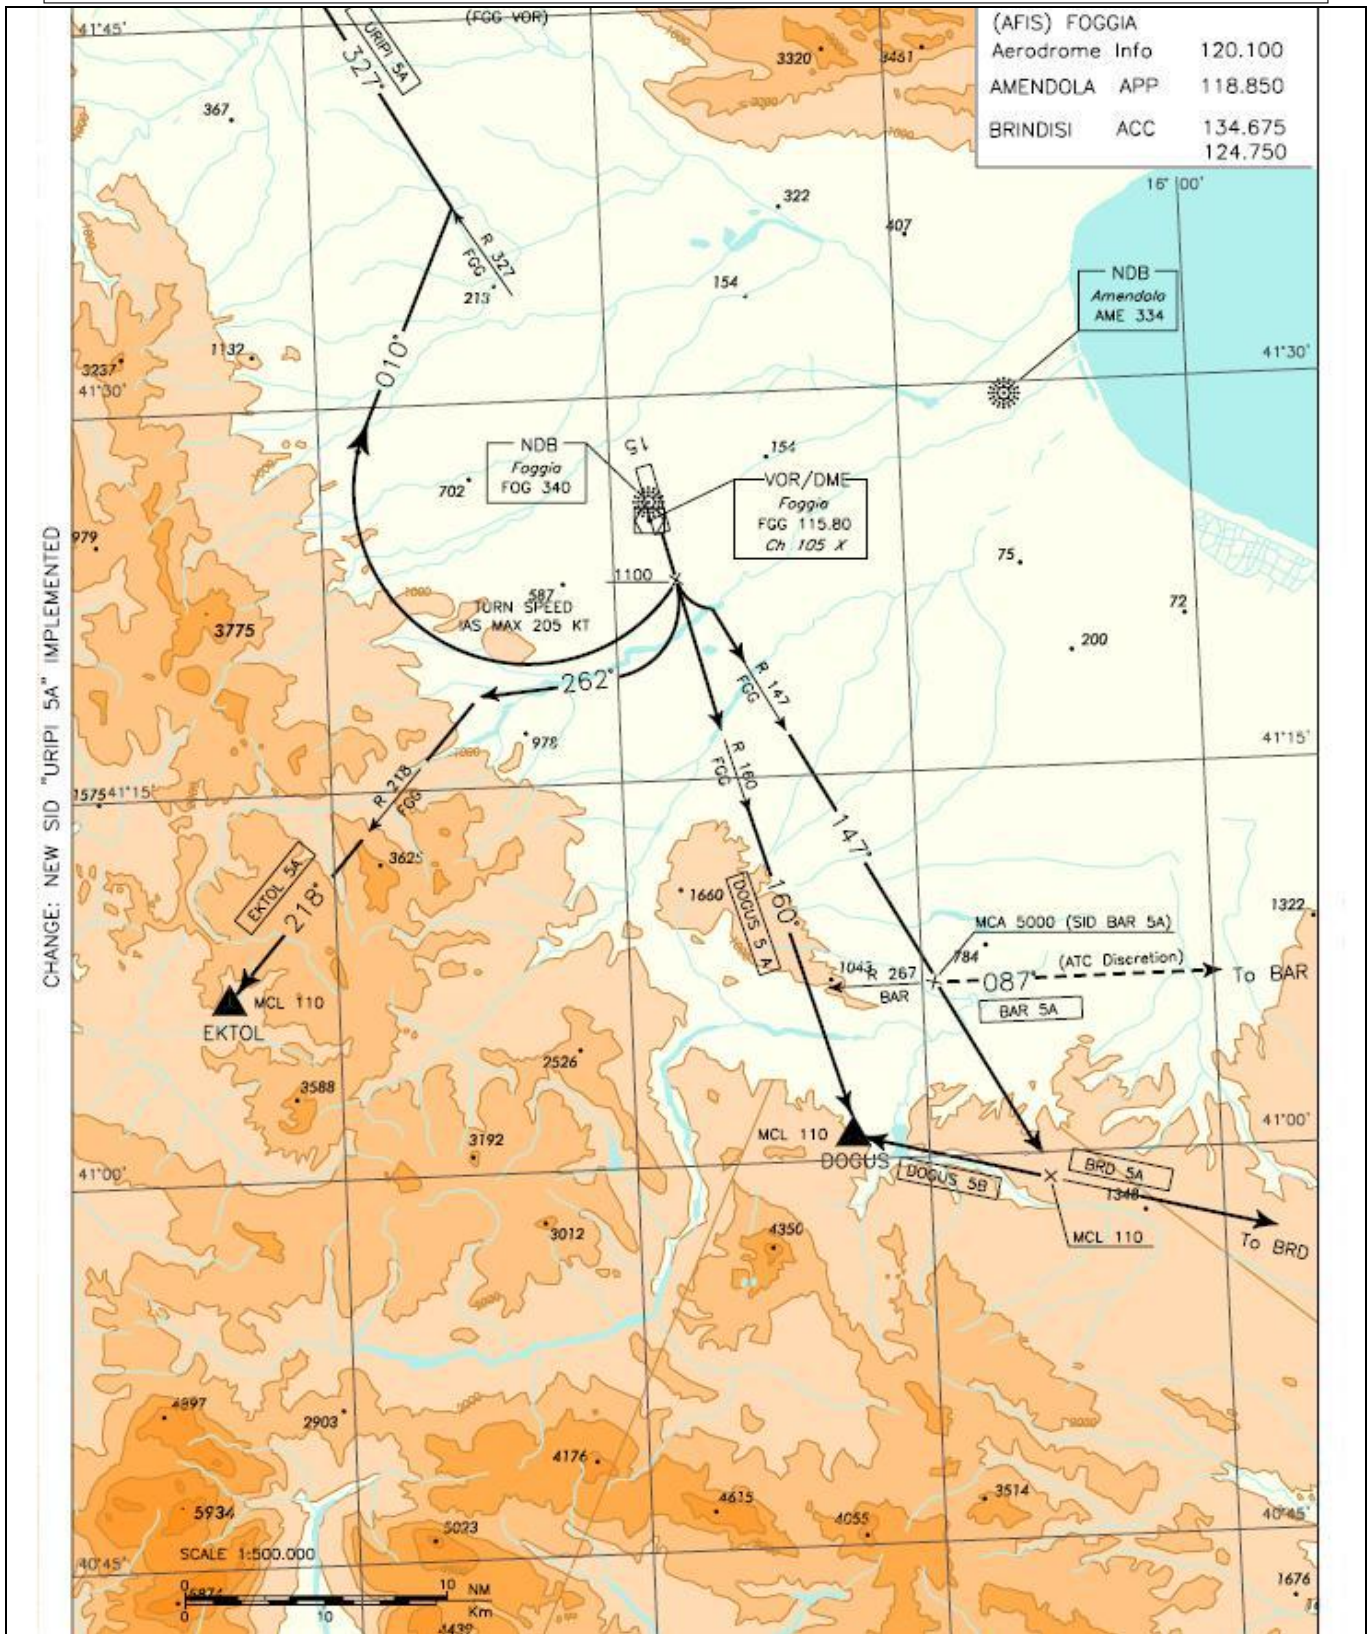 41°45'
(FGG VOR)
URIPI 5A
327°
(AFIS) FOGGIA
Aerodrome Info 120.100
AMENDOLA APP 118.850
BRINDISI ACC 134.675
124.750
3320
3461
367
1000
16° 00'
322
407
R 327
FGG
213
154
NDB
Amendola
AME 334
1132
3237
41°30'
41°30'
010°
NDB
Foggia
FOG 340
15
154
VOR/DME
Foggia
FGG 115.80
Ch 105 X
702
979
75
1100
587
TURN SPEED
IAS MAX 205 KT
72
200
3775
CHANGE: NEW SID "URIPI 5A" IMPLEMENTED
262°
R 147
FGG
978
41°15'
R 160
FGG
R 218
FGG
1575
41°15'
147°
3625
EKTOL 5A
218°
1660
DOGUS 5 A
160°
1322
MCA 5000 (SID BAR 5A)
784
(ATC Discretion)
1043
R 267
BAR
087°
To BAR
BAR 5A
MCL 110
EKTOL
2526
3588
3192
41°00'
MCL 110
DOGUS
DOGUS 5B
BRD 5A
1348
41°00'
MCL 110
To BRD
3012
4350
4897
2903
4176
5934
4615
3514
4055
5023
40°45'
SCALE 1:500.000
40°45'
0 10 NM
0 10 Km
5874
4439
1676